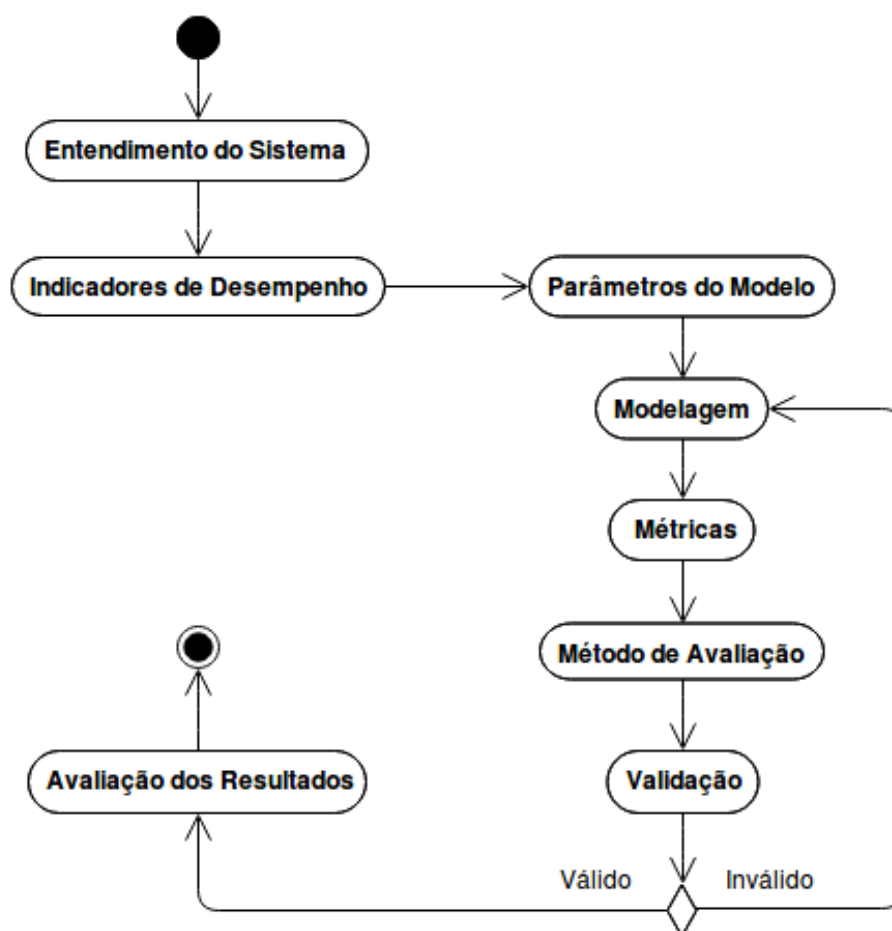 Entendimento do Sistema
Indicadores de Desempenho
Parâmetros do Modelo
Modelagem
Métricas
Método de Avaliação
Avaliação dos Resultados
Validação
Válido
Inválido